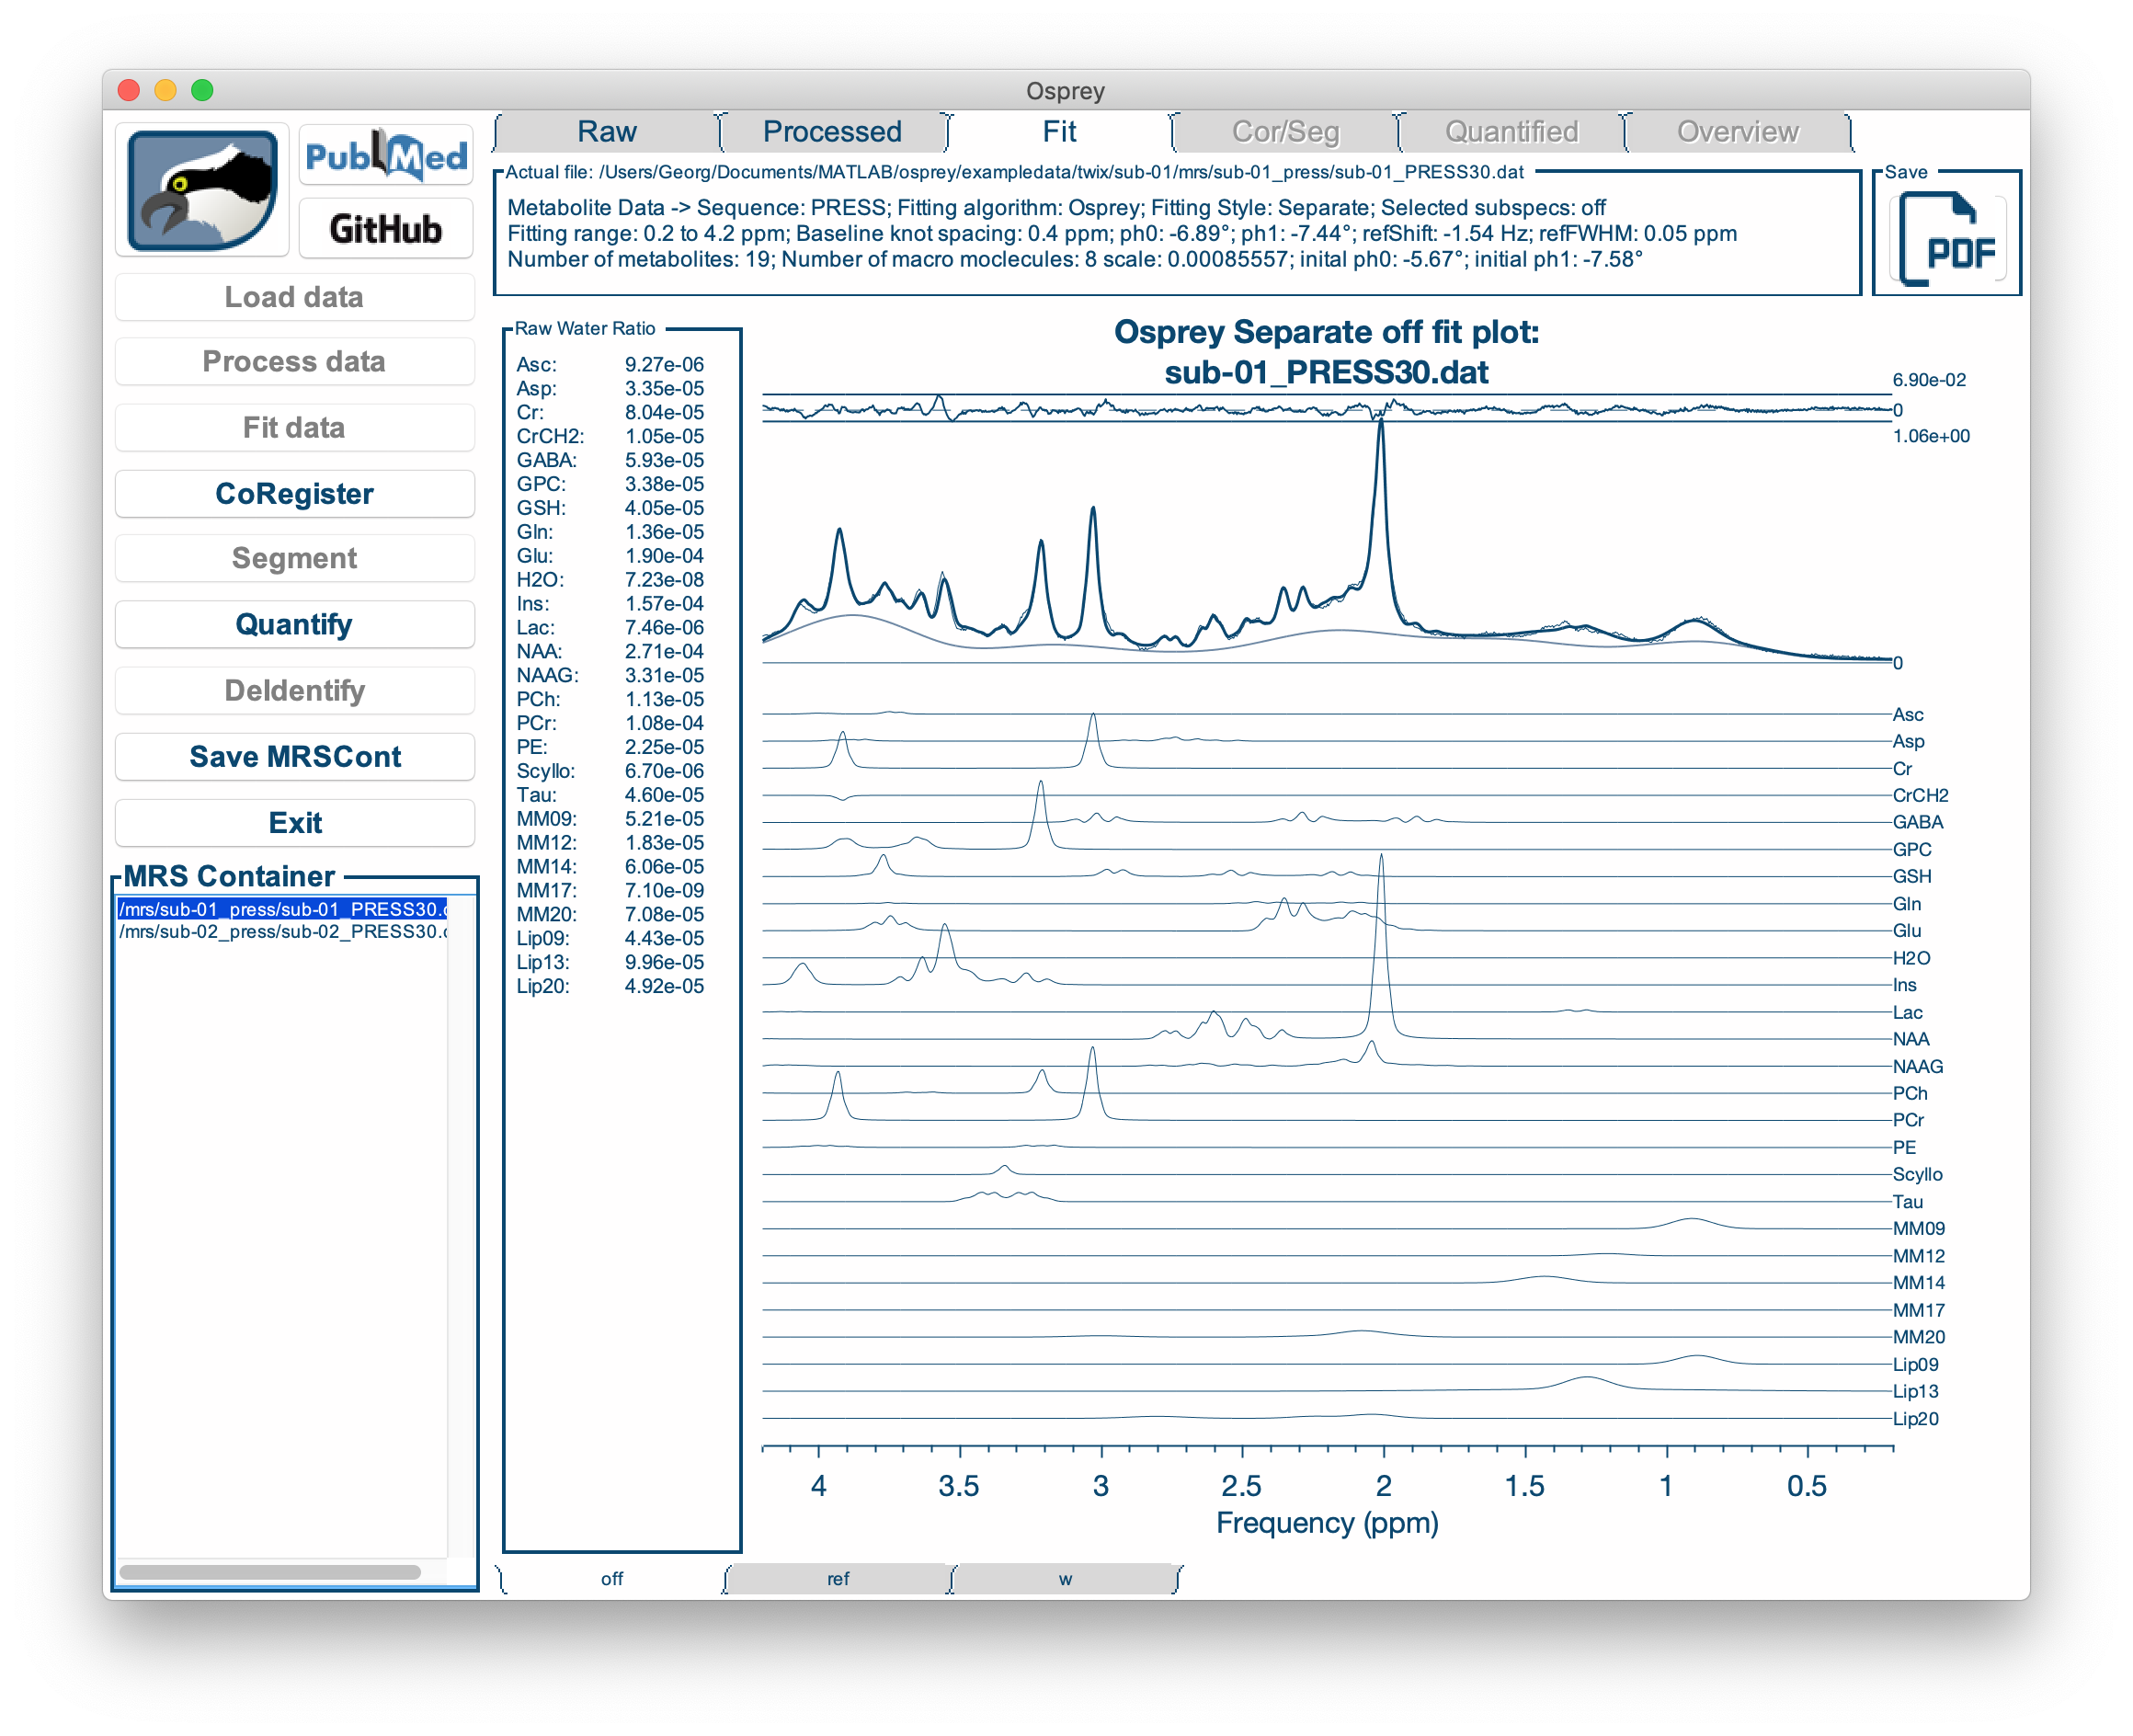 Osprey
PubMed
GitHub
Load data
Process data
Fit data
CoRegister
Segment
Quantify
DeIdentify
Save MRSCont
Exit
MRS Container
/mrs/sub-01_press/sub-01_PRESS30.
/mrs/sub-02_press/sub-02_PRESS30.
Raw Processed Fit Cor/Seg Quantified Overview
Actual file: /Users/Georg/Documents/MATLAB/osprey/exampledata/twix/sub-01/mrs/sub-01_press/sub-01_PRESS30.dat
Metabolite Data -> Sequence: PRESS; Fitting algorithm: Osprey; Fitting Style: Separate; Selected subspecs: off
Fitting range: 0.2 to 4.2 ppm; Baseline knot spacing: 0.4 ppm; ph0: -6.89°; ph1: -7.44°; refShift: -1.54 Hz; refFWHM: 0.05 ppm
Number of metabolites: 19; Number of macro moclecules: 8 scale: 0.00085557; inital ph0: -5.67°; initial ph1: -7.58°
Save
PDF
Raw Water Ratio
Asc: 9.27e-06
Asp: 3.35e-05
Cr: 8.04e-05
CrCH2: 1.05e-05
GABA: 5.93e-05
GPC: 3.38e-05
GSH: 4.05e-05
Gln: 1.36e-05
Glu: 1.90e-04
H2O: 7.23e-08
Ins: 1.57e-04
Lac: 7.46e-06
NAA: 2.71e-04
NAAG: 3.31e-05
PCh: 1.13e-05
PCr: 1.08e-04
PE: 2.25e-05
Scyllo: 6.70e-06
Tau: 4.60e-05
MM09: 5.21e-05
MM12: 1.83e-05
MM14: 6.06e-05
MM17: 7.10e-09
MM20: 7.08e-05
Lip09: 4.43e-05
Lip13: 9.96e-05
Lip20: 4.92e-05
Osprey Separate off fit plot:
sub-01_PRESS30.dat
6.90e-02
0
1.06e+00
0
Asc
Asp
Cr
CrCH2
GABA
GPC
GSH
Gln
Glu
H2O
Ins
Lac
NAA
NAAG
PCh
PCr
PE
Scyllo
Tau
MM09
MM12
MM14
MM17
MM20
Lip09
Lip13
Lip20
4 3.5 3 2.5 2 1.5 1 0.5
Frequency (ppm)
off ref w